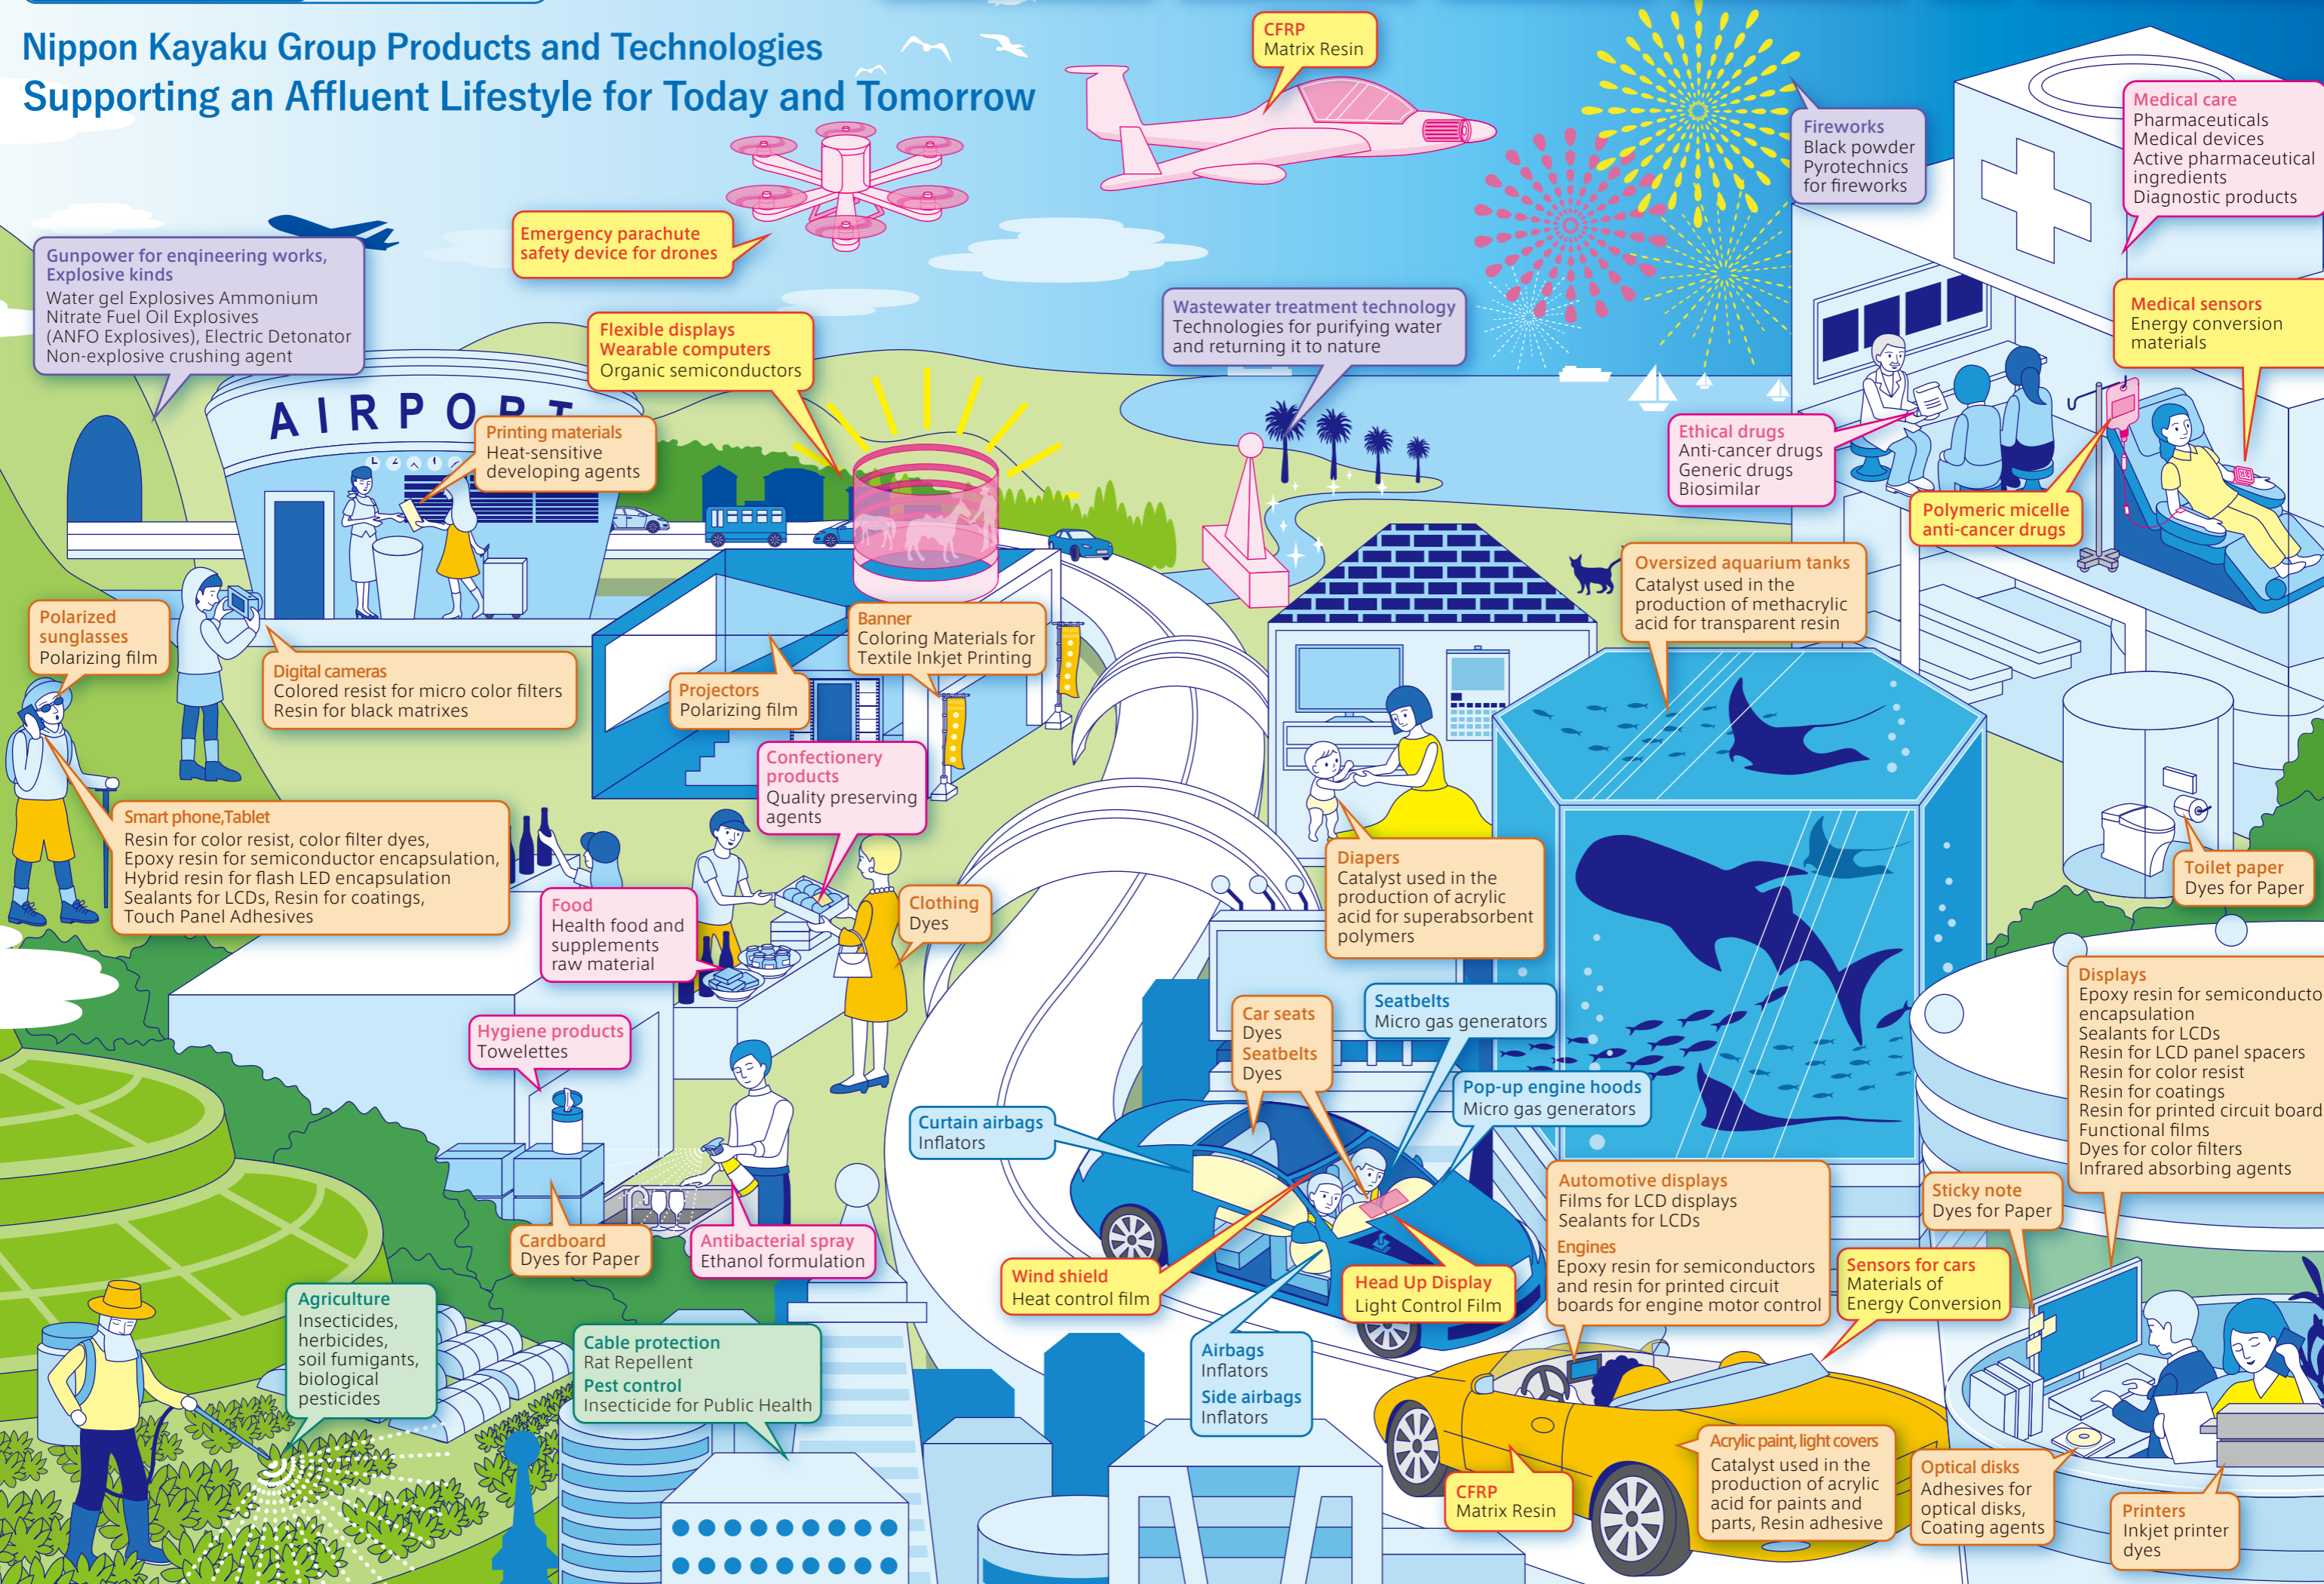 Nippon Kayaku Group Products and Technologies
Supporting an Affluent Lifestyle for Today and Tomorrow
CFRP
Matrix Resin
Fireworks
Black powder
Pyrotechnics
for fireworks
Medical care
Pharmaceuticals
Medical devices
Active pharmaceutical
ingredients
Diagnostic products
Emergency parachute
safety device for drones
Gunpower for enqineering works,
Explosive kinds
Water gel Explosives Ammonium
Nitrate Fuel Oil Explosives
(ANFO Explosives), Electric Detonator
Non-explosive crushing agent
Flexible displays
Wearable computers
Organic semiconductors
Wastewater treatment technology
Technologies for purifying water
and returning it to nature
Medical sensors
Energy conversion
materials
AIRPORT
Printing materials
Heat-sensitive
developing agents
Ethical drugs
Anti-cancer drugs
Generic drugs
Biosimilar
Polymeric micelle
anti-cancer drugs
Oversized aquarium tanks
Catalyst used in the
production of methacrylic
acid for transparent resin
Polarized
sunglasses
Polarizing film
Digital cameras
Colored resist for micro color filters
Resin for black matrixes
Projectors
Polarizing film
Banner
Coloring Materials for
Textile Inkjet Printing
Confectionery
products
Quality preserving
agents
Smart phone,Tablet
Resin for color resist, color filter dyes,
Epoxy resin for semiconductor encapsulation,
Hybrid resin for flash LED encapsulation
Sealants for LCDs, Resin for coatings,
Touch Panel Adhesives
Food
Health food and
supplements
raw material
Clothing
Dyes
Diapers
Catalyst used in the
production of acrylic
acid for superabsorbent
polymers
Toilet paper
Dyes for Paper
Hygiene products
Towelettes
Car seats
Dyes
Seatbelts
Dyes
Seatbelts
Micro gas generators
Pop-up engine hoods
Micro gas generators
Curtain airbags
Inflators
Displays
Epoxy resin for semiconducto
encapsulation
Sealants for LCDs
Resin for LCD panel spacers
Resin for color resist
Resin for coatings
Resin for printed circuit board
Functional films
Dyes for color filters
Infrared absorbing agents
Cardboard
Dyes for Paper
Antibacterial spray
Ethanol formulation
Wind shield
Heat control film
Head Up Display
Light Control Film
Automotive displays
Films for LCD displays
Sealants for LCDs
Engines
Epoxy resin for semiconductors
and resin for printed circuit
boards for engine motor control
Sticky note
Dyes for Paper
Sensors for cars
Materials of
Energy Conversion
Agriculture
Insecticides,
herbicides,
soil fumigants,
biological
pesticides
Cable protection
Rat Repellent
Pest control
Insecticide for Public Health
Airbags
Inflators
Side airbags
Inflators
CFRP
Matrix Resin
Acrylic paint, light covers
Catalyst used in the
production of acrylic
acid for paints and
parts, Resin adhesive
Optical disks
Adhesives for
optical disks,
Coating agents
Printers
Inkjet printer
dyes